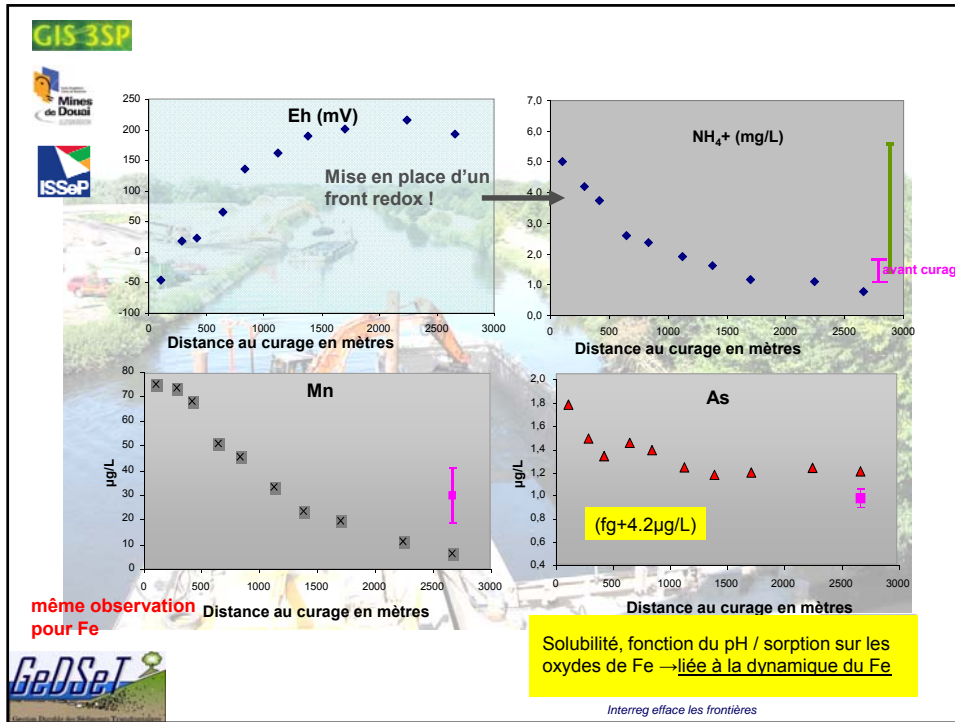 GIS 3SP
Mines
de Douai
ISSeP
Eh (mV)
250
200
150
100
50
0
-50
-100
0 500 1000 1500 2000 2500 3000
Distance au curage en mètres
Mise en place d'un
front redox !
NH4+ (mg/L)
7,0
6,0
5,0
4,0
3,0
2,0
1,0
0,0
0 500 1000 1500 2000 2500 3000
Distance au curage en mètres
avant curag
Mn
µg/L
80
70
60
50
40
30
20
10
0
0 500 1000 1500 2000 2500 3000
Distance au curage en mètres
As
µg/L
2,0
1,8
1,6
1,4
1,2
1,0
0,8
0,6
0,4
(fg+4.2µg/L)
0 500 1000 1500 2000 2500 3000
Distance au curage en mètres
même observation
pour Fe
Solubilité, fonction du pH / sorption sur les
oxydes de Fe →liée à la dynamique du Fe
GeDSeT
Gestion Durable des Sédiments Transfrontaliers
Interreg efface les frontières